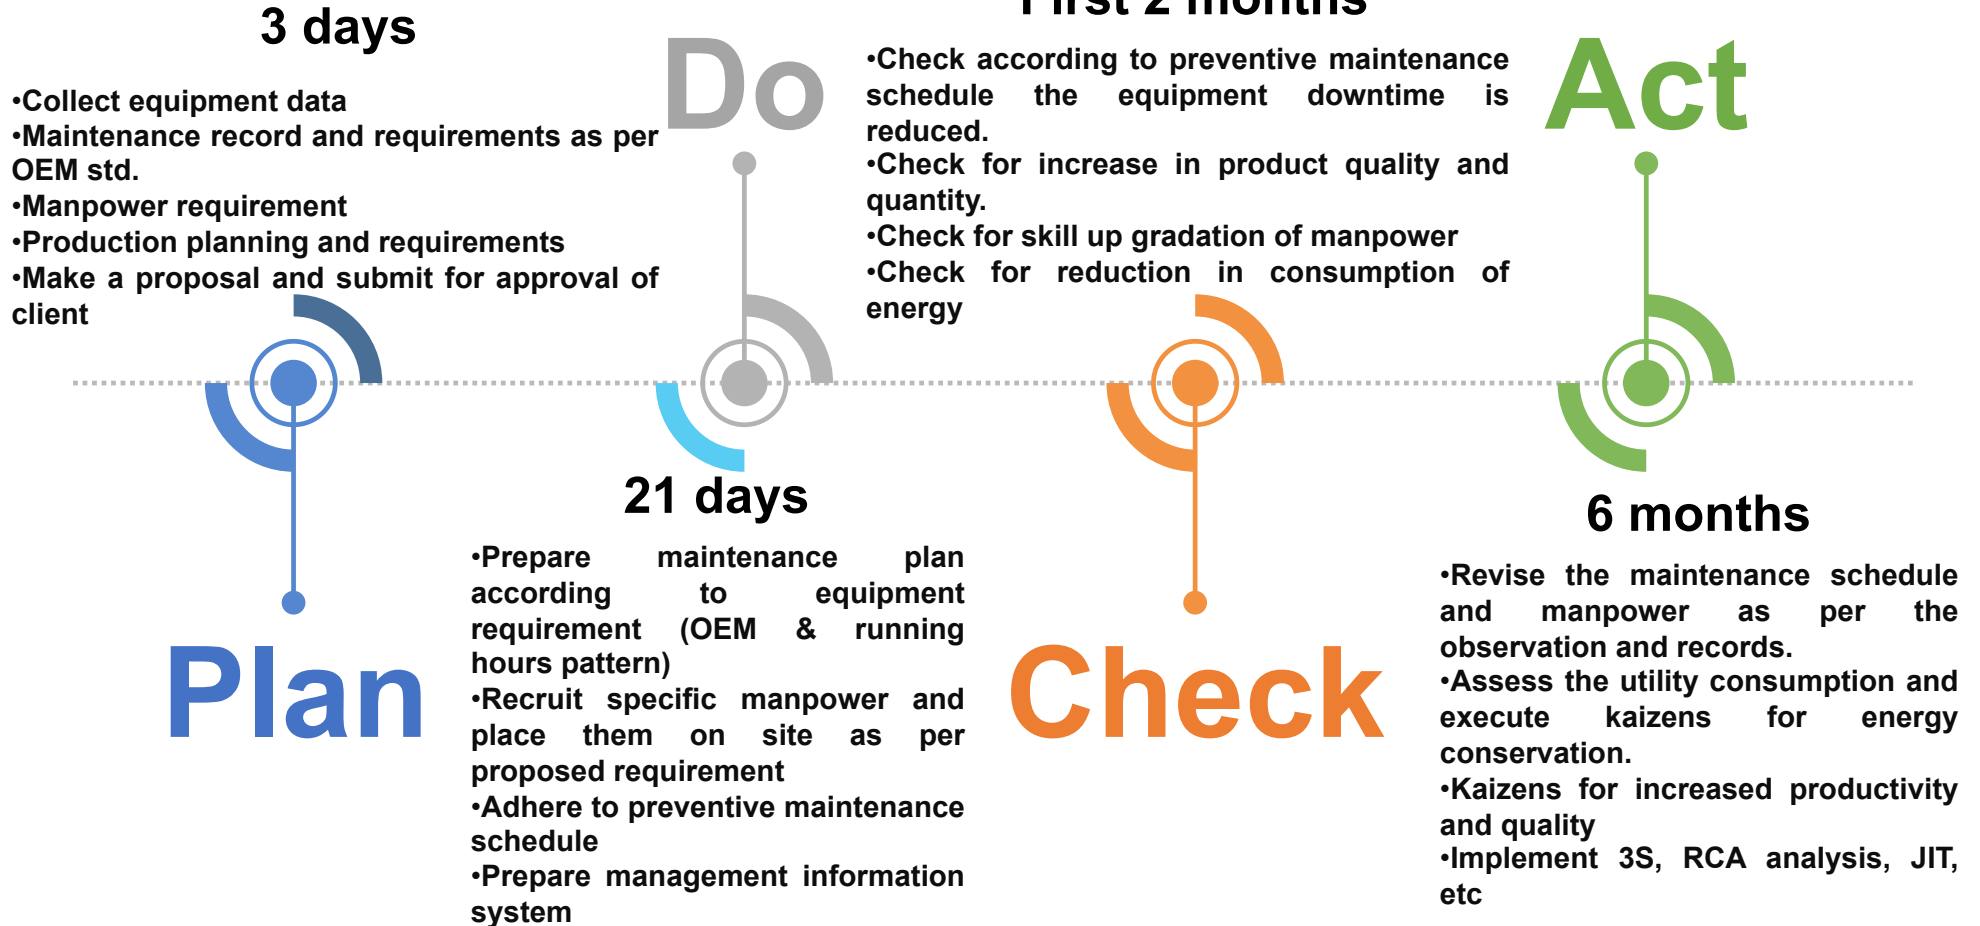 3 days
•Collect equipment data
•Maintenance record and requirements as per
OEM std.
•Manpower requirement
•Production planning and requirements
•Make a proposal and submit for approval of
client
Plan
Do
21 days
•Prepare maintenance plan
according to equipment
requirement (OEM & running
hours pattern)
•Recruit specific manpower and
place them on site as per
proposed requirement
•Adhere to preventive maintenance
schedule
•Prepare management information
system
First 2 months
•Check according to preventive maintenance
schedule the equipment downtime is
reduced.
•Check for increase in product quality and
quantity.
•Check for skill up gradation of manpower
•Check for reduction in consumption of
energy
Check
Act
6 months
•Revise the maintenance schedule
and manpower as per the
observation and records.
•Assess the utility consumption and
execute kaizens for energy
conservation.
•Kaizens for increased productivity
and quality
•Implement 3S, RCA analysis, JIT,
etc